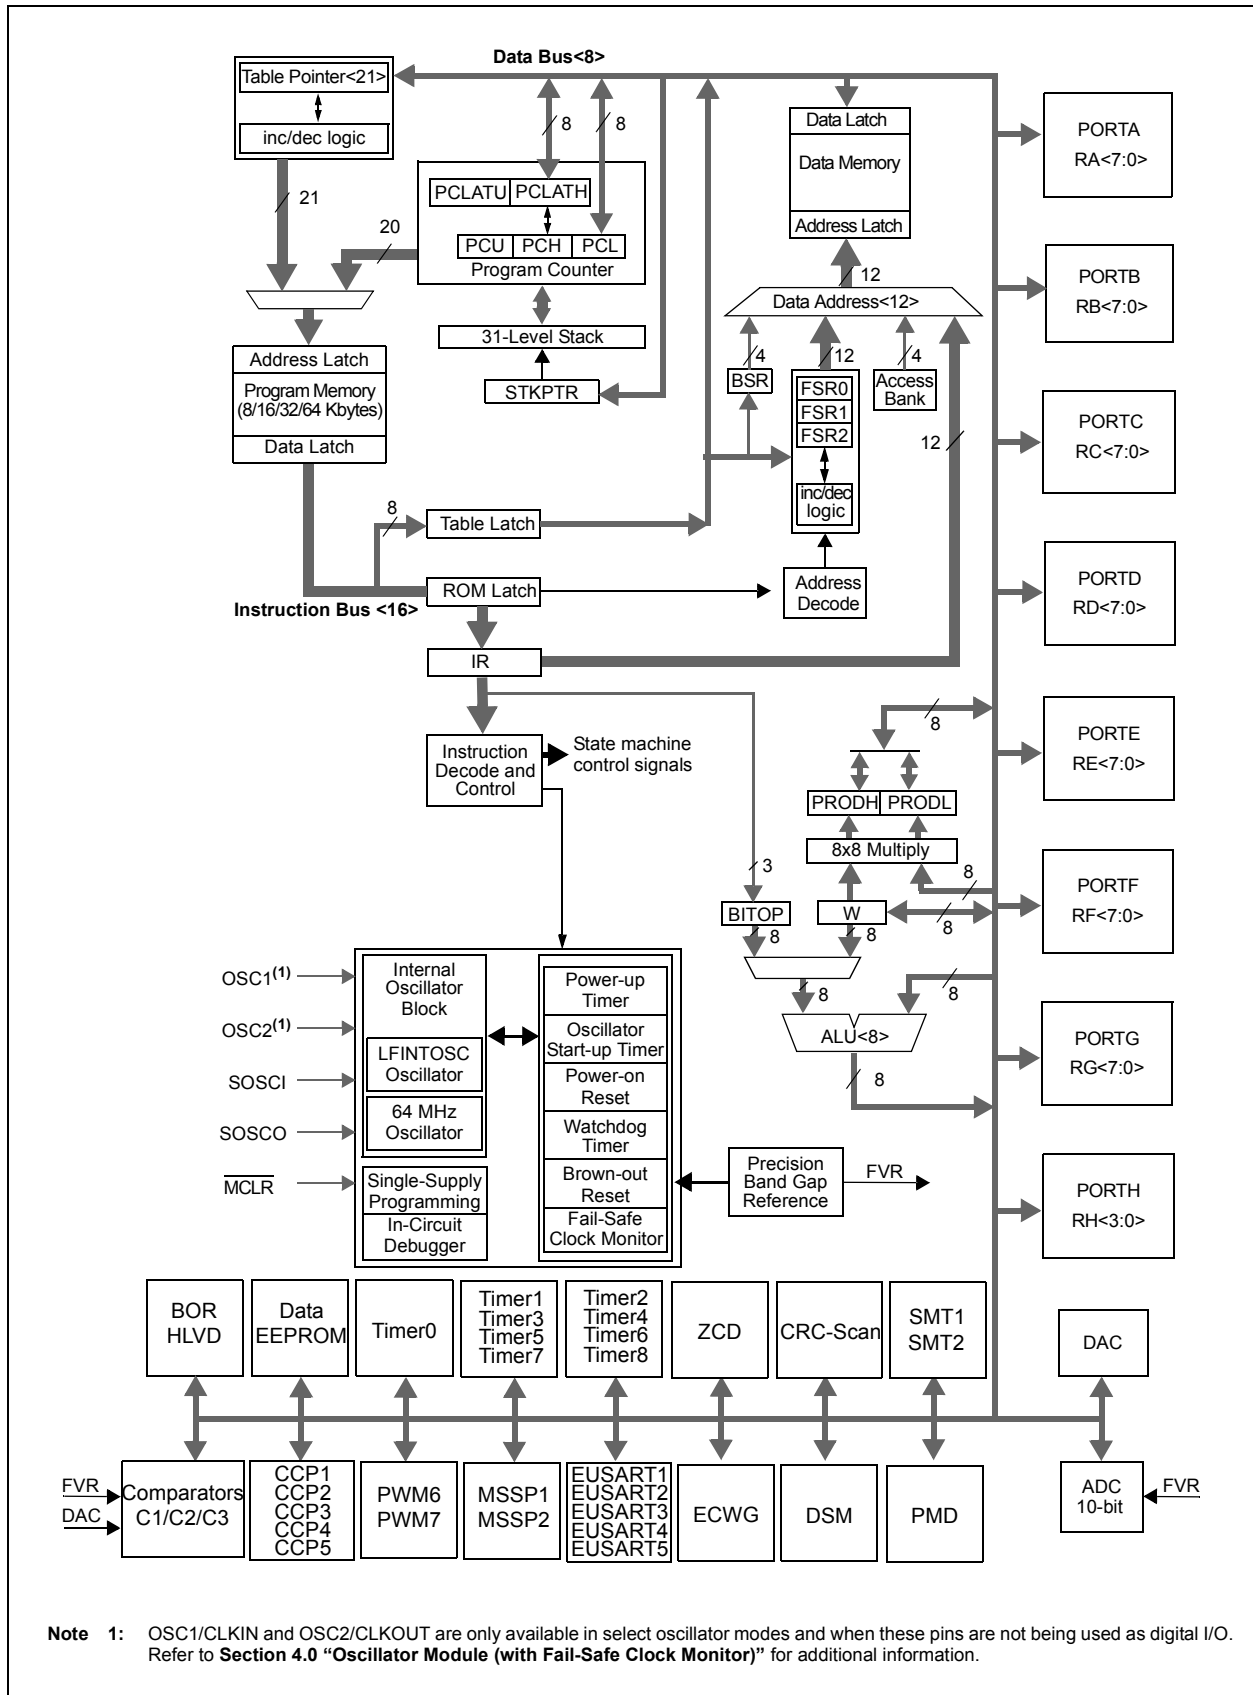 Data Bus<8>
Table Pointer<21>
inc/dec logic
21
20
8
8
PCLATU
PCLATH
PCU
PCH
PCL
Program Counter
31-Level Stack
STKPTR
Data Latch
Data Memory
Address Latch
12
Data Address<12>
4
12
4
BSR
FSR0
FSR1
FSR2
inc/dec
logic
Access
Bank
12
Address
Decode
Address Latch
Program Memory
(8/16/32/64 Kbytes)
Data Latch
8
Table Latch
ROM Latch
Instruction Bus <16>
IR
Instruction
Decode and
Control
State machine
control signals
8
PRODH
PRODL
8x8 Multiply
3
8
BITOP
W
8
8
8
8
8
ALU<8>
8
PORTA
RA<7:0>
PORTB
RB<7:0>
PORTC
RC<7:0>
PORTD
RD<7:0>
PORTE
RE<7:0>
PORTF
RF<7:0>
PORTG
RG<7:0>
PORTH
RH<3:0>
OSC1(1)
OSC2(1)
SOSCI
SOSCO
MCLR
Internal
Oscillator
Block
LFINTOSC
Oscillator
64 MHz
Oscillator
Single-Supply
Programming
In-Circuit
Debugger
Power-up
Timer
Oscillator
Start-up Timer
Power-on
Reset
Watchdog
Timer
Brown-out
Reset
Fail-Safe
Clock Monitor
Precision
Band Gap
Reference
FVR
BOR
HLVD
Data
EEPROM
Timer0
Timer1
Timer3
Timer5
Timer7
Timer2
Timer4
Timer6
Timer8
ZCD
CRC-Scan
SMT1
SMT2
DAC
FVR
DAC
Comparators
C1/C2/C3
CCP1
CCP2
CCP3
CCP4
CCP5
PWM6
PWM7
MSSP1
MSSP2
EUSART1
EUSART2
EUSART3
EUSART4
EUSART5
ECWG
DSM
PMD
ADC
10-bit
FVR
Note 1: OSC1/CLKIN and OSC2/CLKOUT are only available in select oscillator modes and when these pins are not being used as digital I/O.
Refer to Section 4.0 “Oscillator Module (with Fail-Safe Clock Monitor)” for additional information.